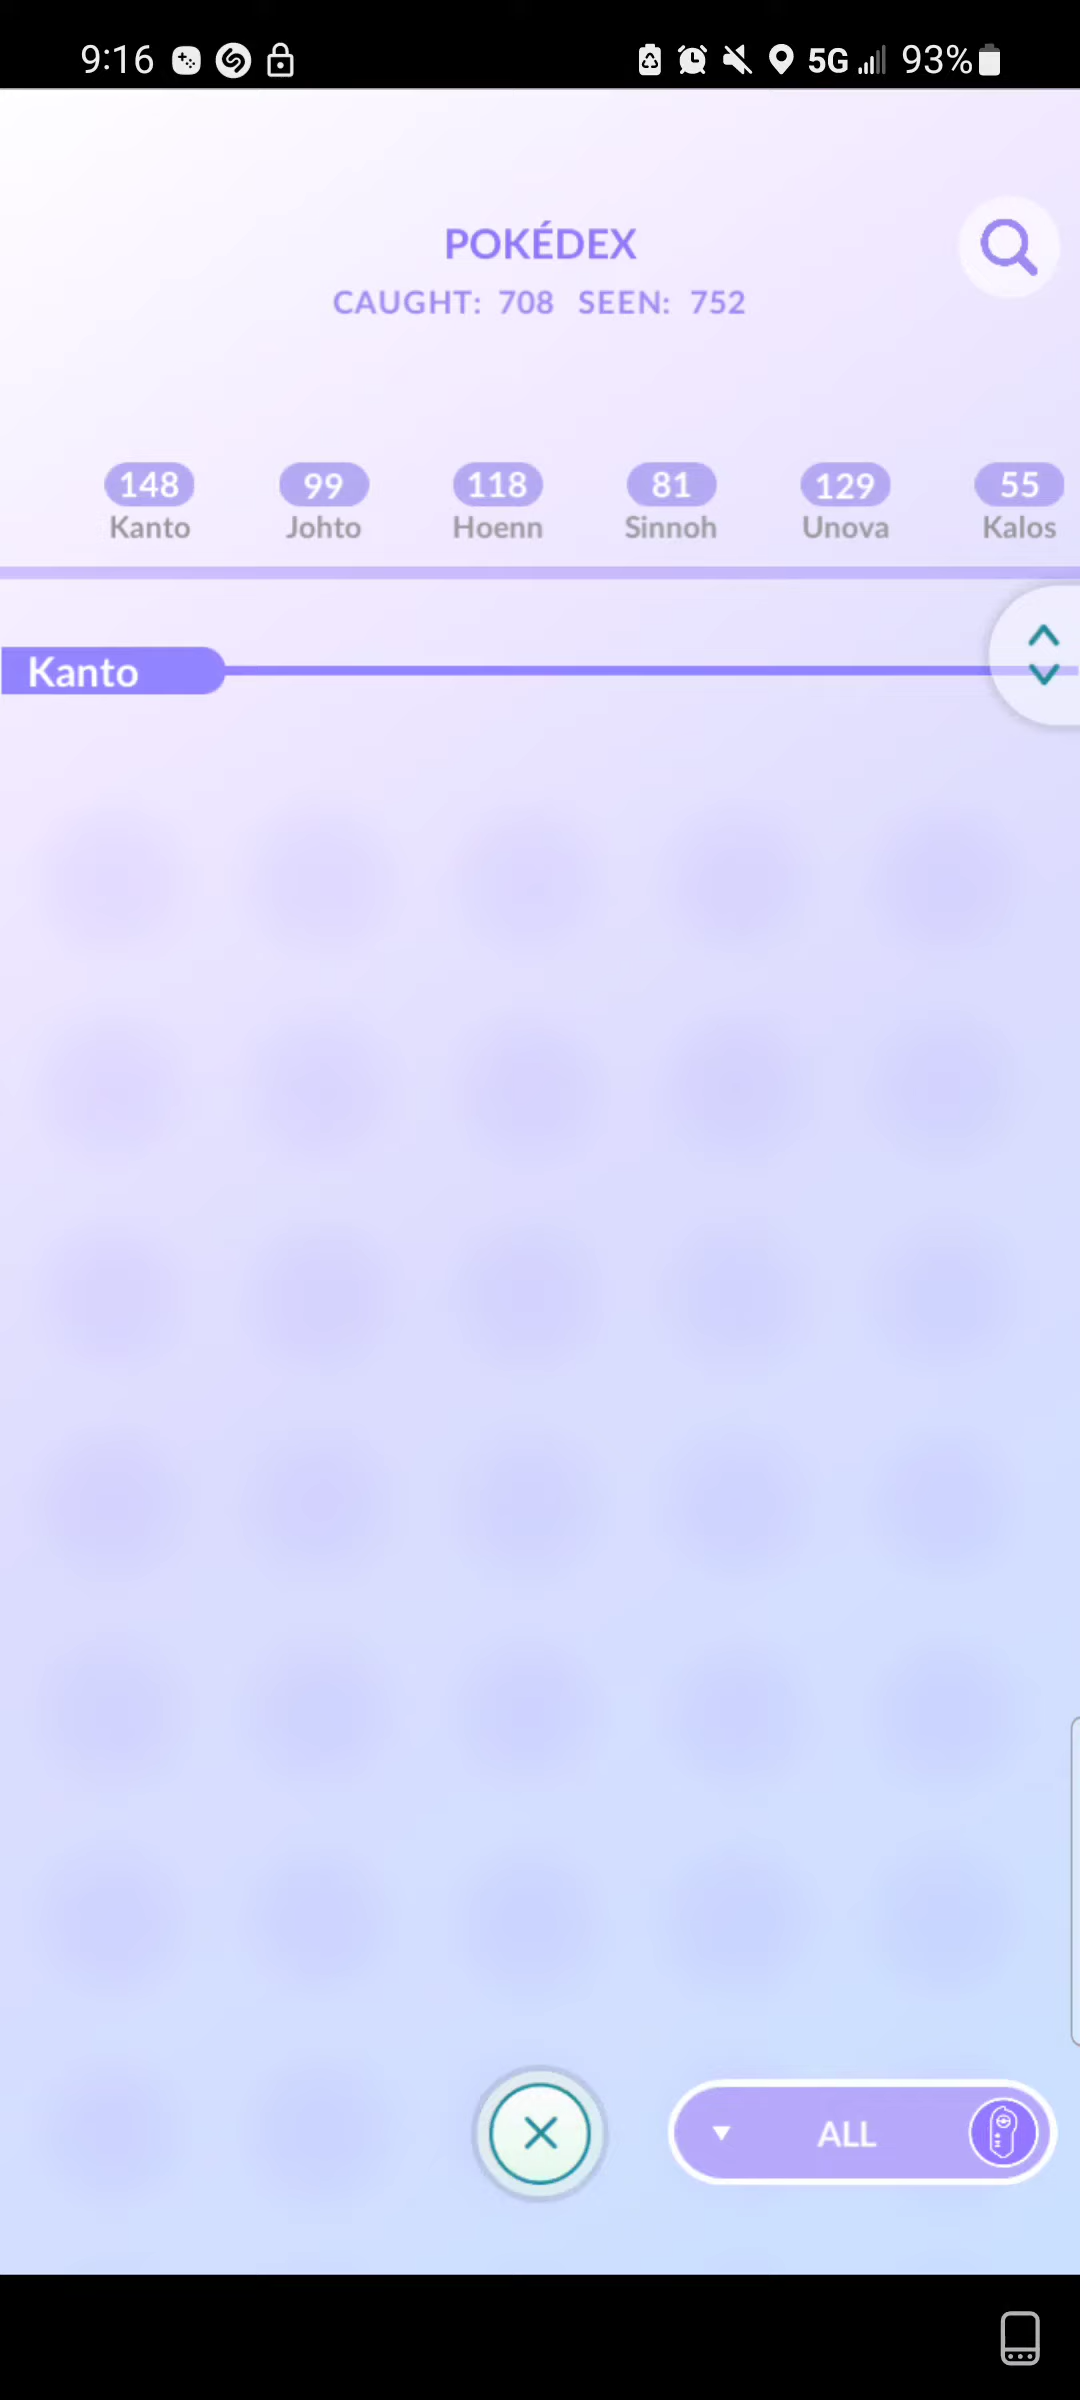 9:16 5G 93%
POKÉDEX
CAUGHT: 708 SEEN: 752
148 99 118 81 129 55
Kanto Johto Hoenn Sinnoh Unova Kalos
Kanto
ALL